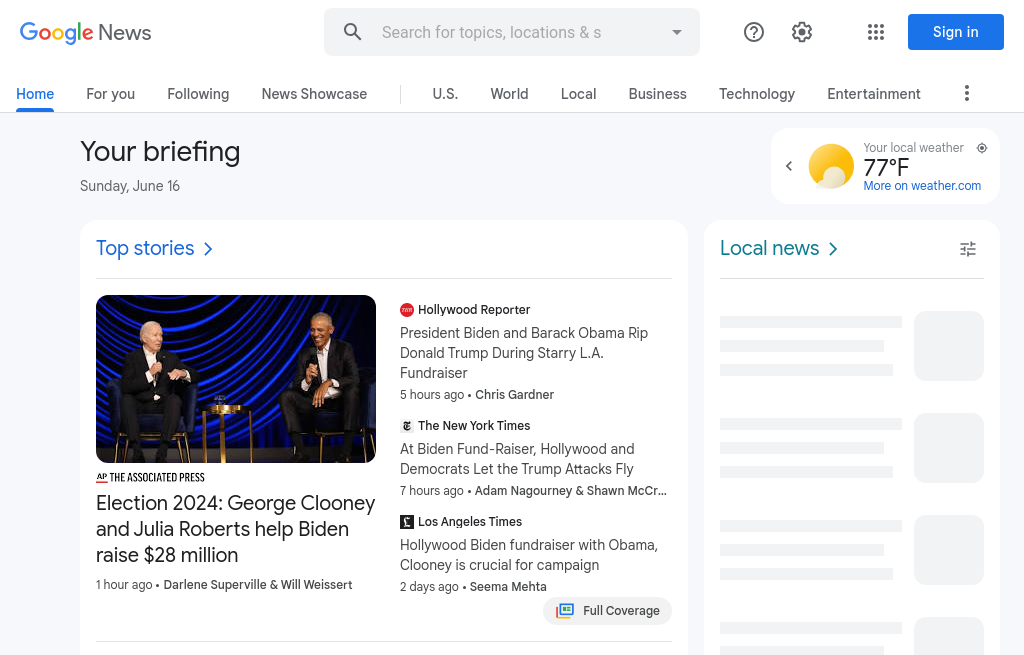 Google News
Search for topics, locations & s
Sign in
Home
For you
Following
News Showcase
U.S.
World
Local
Business
Technology
Entertainment
Your briefing
Sunday, June 16
Your local weather
77°F
More on weather.com
Top stories
THE ASSOCIATED PRESS
Election 2024: George Clooney
and Julia Roberts help Biden
raise $28 million
1 hour ago • Darlene Superville & Will Weissert
Hollywood Reporter
President Biden and Barack Obama Rip
Donald Trump During Starry L.A.
Fundraiser
5 hours ago • Chris Gardner
The New York Times
At Biden Fund-Raiser, Hollywood and
Democrats Let the Trump Attacks Fly
7 hours ago • Adam Nagourney & Shawn McCr...
Los Angeles Times
Hollywood Biden fundraiser with Obama,
Clooney is crucial for campaign
2 days ago • Seema Mehta
Full Coverage
Local news